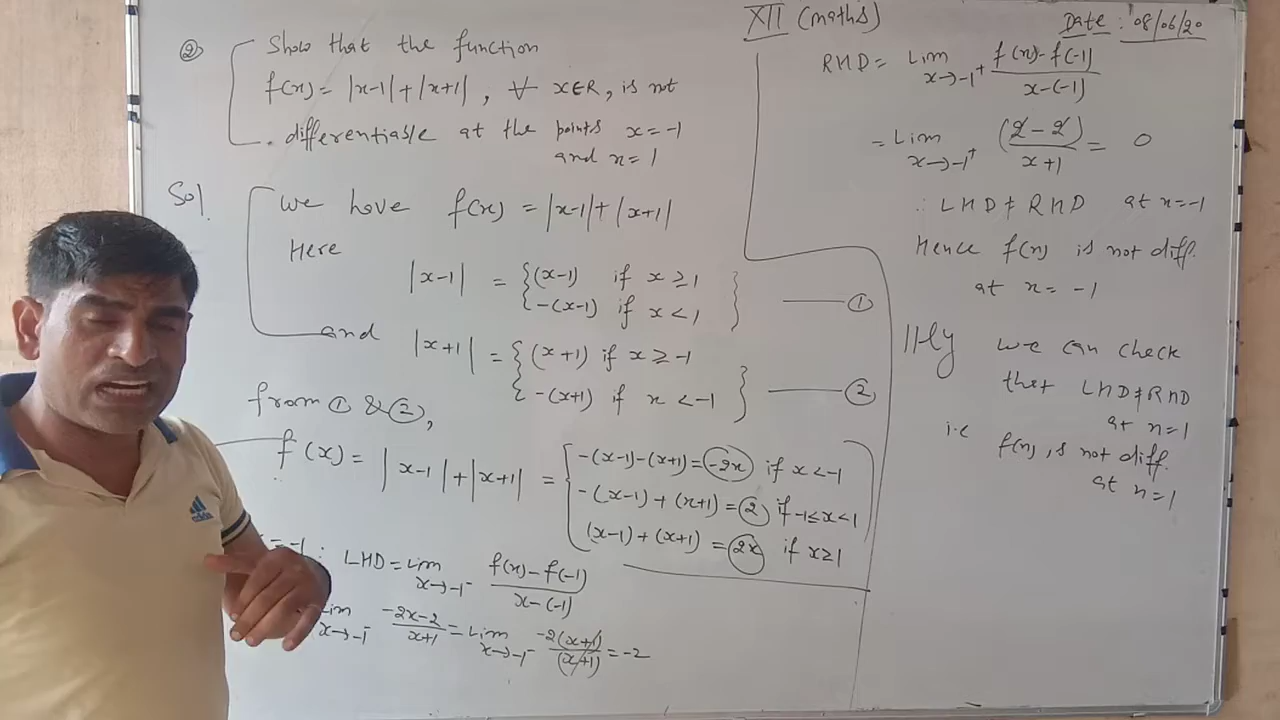 XII (maths)
Date: 08/06/20
② Show that the function
f(x) = |x-1| + |x+1|, ∀ x∈R, is not
differentiable at the points x = -1
and x = 1
Sol.
We have f(x) = |x-1| + |x+1|
Here
|x-1| = { (x-1) if x ≥ 1
-(x-1) if x < 1 } —— ①
and |x+1| = { (x+1) if x ≥ -1
{ -(x+1) if x < -1 } —— ②
from ① & ②,
f(x) = |x-1| + |x+1| = { -(x-1)-(x+1) = -2x if x < -1
-(x-1) + (x+1) = 2 if -1 ≤ x < 1
(x-1) + (x+1) = 2x if x ≥ 1
= -1 : LHD = Lim x→-1⁻ f(x) - f(-1) / x-(-1)
Lim x→-1⁻ -2x-2 / x+1 = Lim x→-1⁻ -2(x+1) / (x+1) = -2
RHD = Lim x→-1⁺ f(x) - f(-1) / x-(-1)
= Lim x→-1⁺ (2-2) / x+1 = 0
∴ LHD ≠ RHD at x = -1
Hence f(x) is not diff.
at x = -1
||ly we can check
that LHD ≠ RHD
at x = 1
i.e f(x) is not diff.
at x = 1
adidas